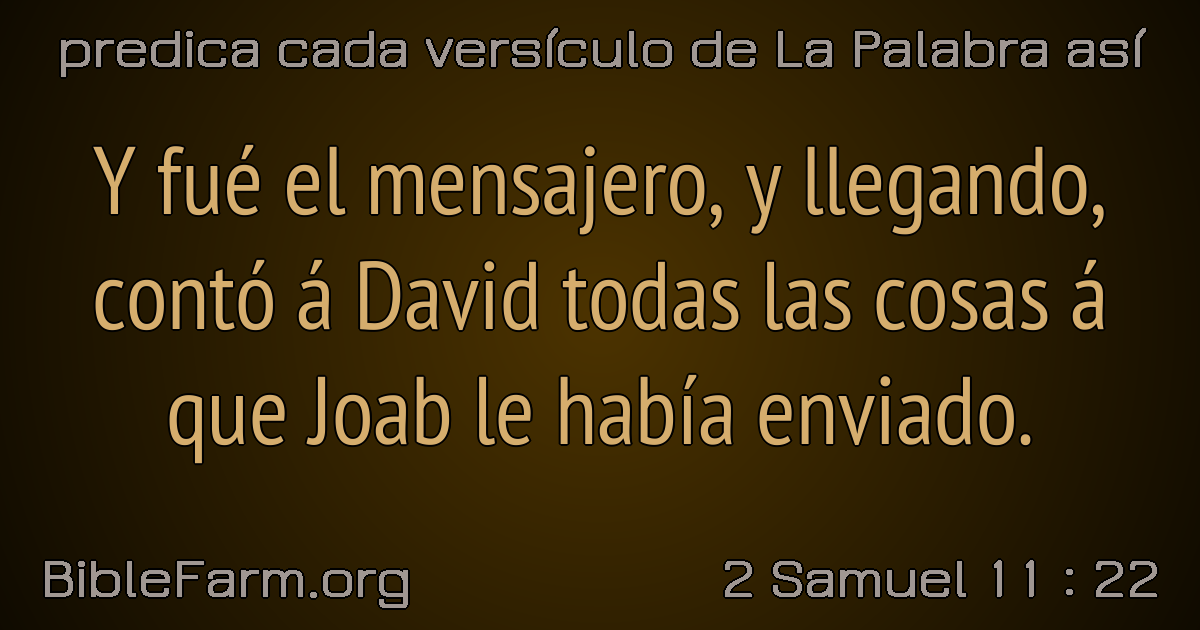 predica cada versículo de La Palabra así
Y fué el mensajero, y llegando,
contó á David todas las cosas á
que Joab le había enviado.
BibleFarm.org
2 Samuel 11 : 22